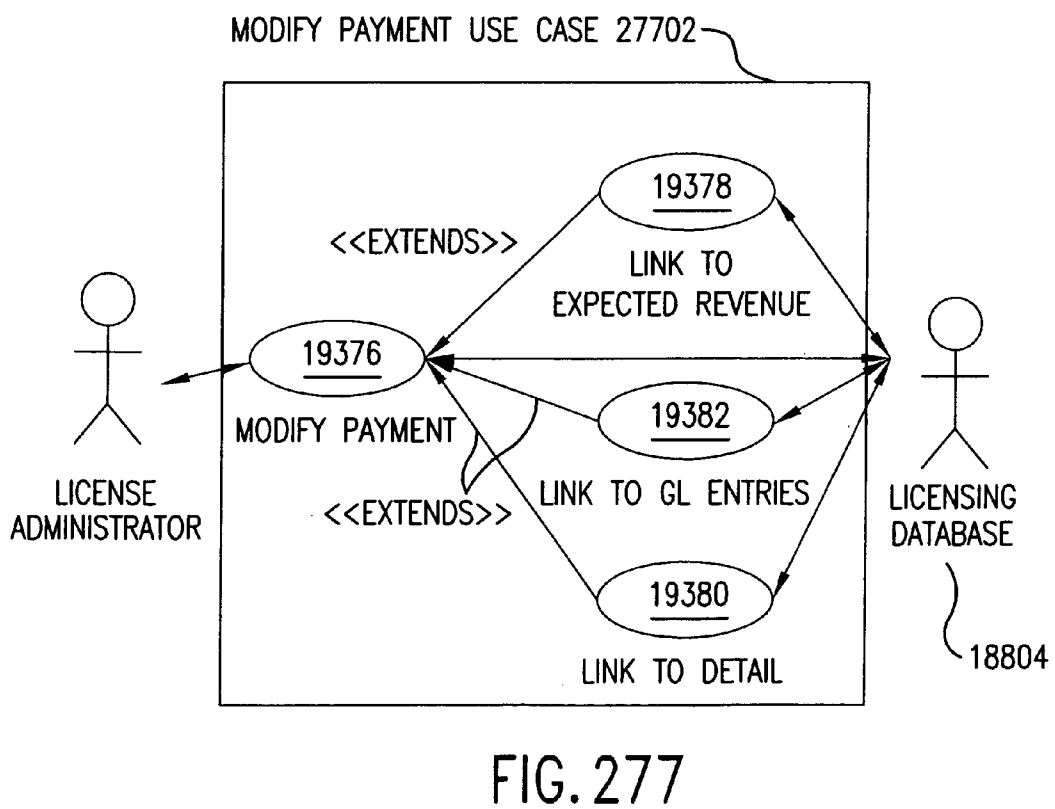 MODIFY PAYMENT USE CASE 27702
19378
<<EXTENDS>>
LINK TO
EXPECTED REVENUE
19376
MODIFY PAYMENT
19382
LINK TO GL ENTRIES
<<EXTENDS>>
LICENSE
ADMINISTRATOR
LICENSING
DATABASE
19380
LINK TO DETAIL
18804
FIG. 277